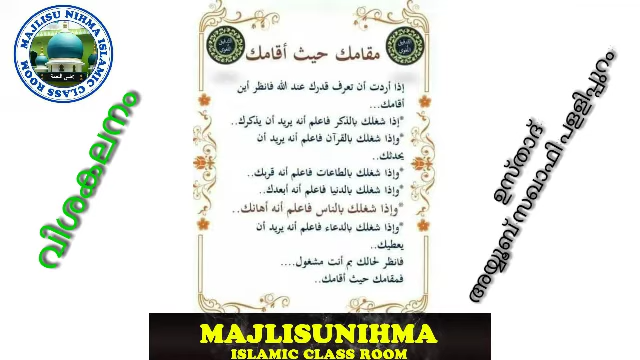 MAJLISU NIHMA ISLAMIC CLASS ROOM
مقامك حيث أقامك
إذا أردت أن تعرف قدرك عند الله فانظر أين
أقامك...
*إذا شغلك بالذكر فاعلم أنه يريد أن يذكرك..
*وإذا شغلك بالقرآن فاعلم أنه يريد أن
يحدثك..
*وإذا شغلك بالطاعات فاعلم أنه قربك..
*وإذا شغلك بالدنيا فاعلم أنه أبعدك..
*وإذا شغلك بالناس فاعلم أنه أهانك..
*وإذا شغلك بالدعاء فاعلم أنه يريد أن
يعطيك..
فانظر لحالك بم أنت مشغول....
فمقامك حيث أقامك..
വിശകലനം
ഉസ്താദ്
അയ്യൂബ് സഖാഫി പള്ളിപ്പുറം
MAJLISUNIHMA
ISLAMIC CLASS ROOM